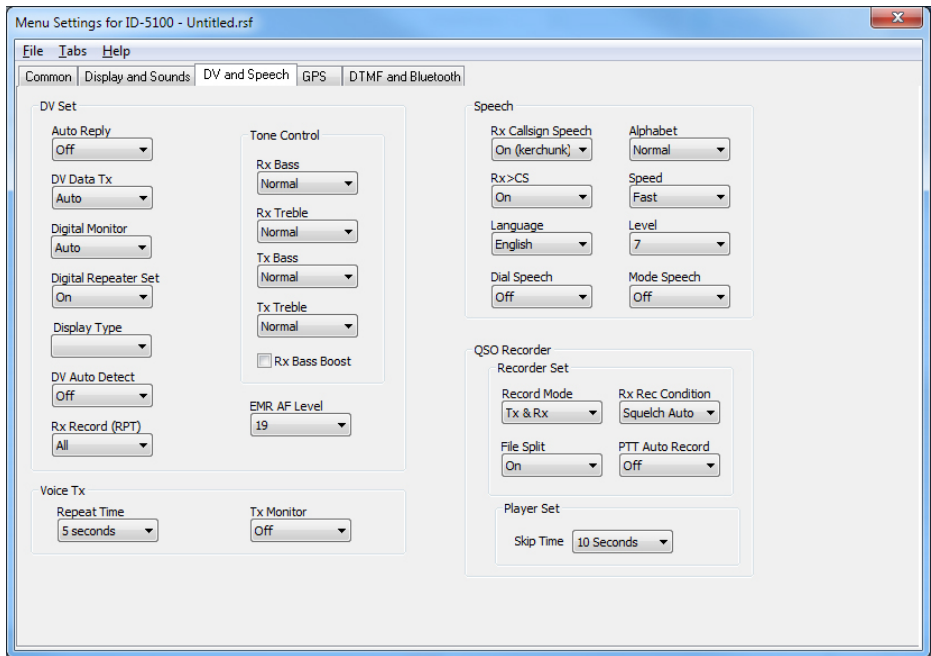 Menu Settings for ID-5100 - Untitled.rsf
File Tabs Help
Common Display and Sounds DV and Speech GPS DTMF and Bluetooth
DV Set
Auto Reply
Off
DV Data Tx
Auto
Digital Monitor
Auto
Digital Repeater Set
On
Display Type
DV Auto Detect
Off
Rx Record (RPT)
All
Tone Control
Rx Bass
Normal
Rx Treble
Normal
Tx Bass
Normal
Tx Treble
Normal
Rx Bass Boost
EMR AF Level
19
Voice Tx
Repeat Time
5 seconds
Tx Monitor
Off
Speech
Rx Callsign Speech
On (kerchunk)
Alphabet
Normal
Rx>CS
On
Speed
Fast
Language
English
Level
7
Dial Speech
Off
Mode Speech
Off
QSO Recorder
Recorder Set
Record Mode
Tx & Rx
Rx Rec Condition
Squelch Auto
File Split
On
PTT Auto Record
Off
Player Set
Skip Time 10 Seconds